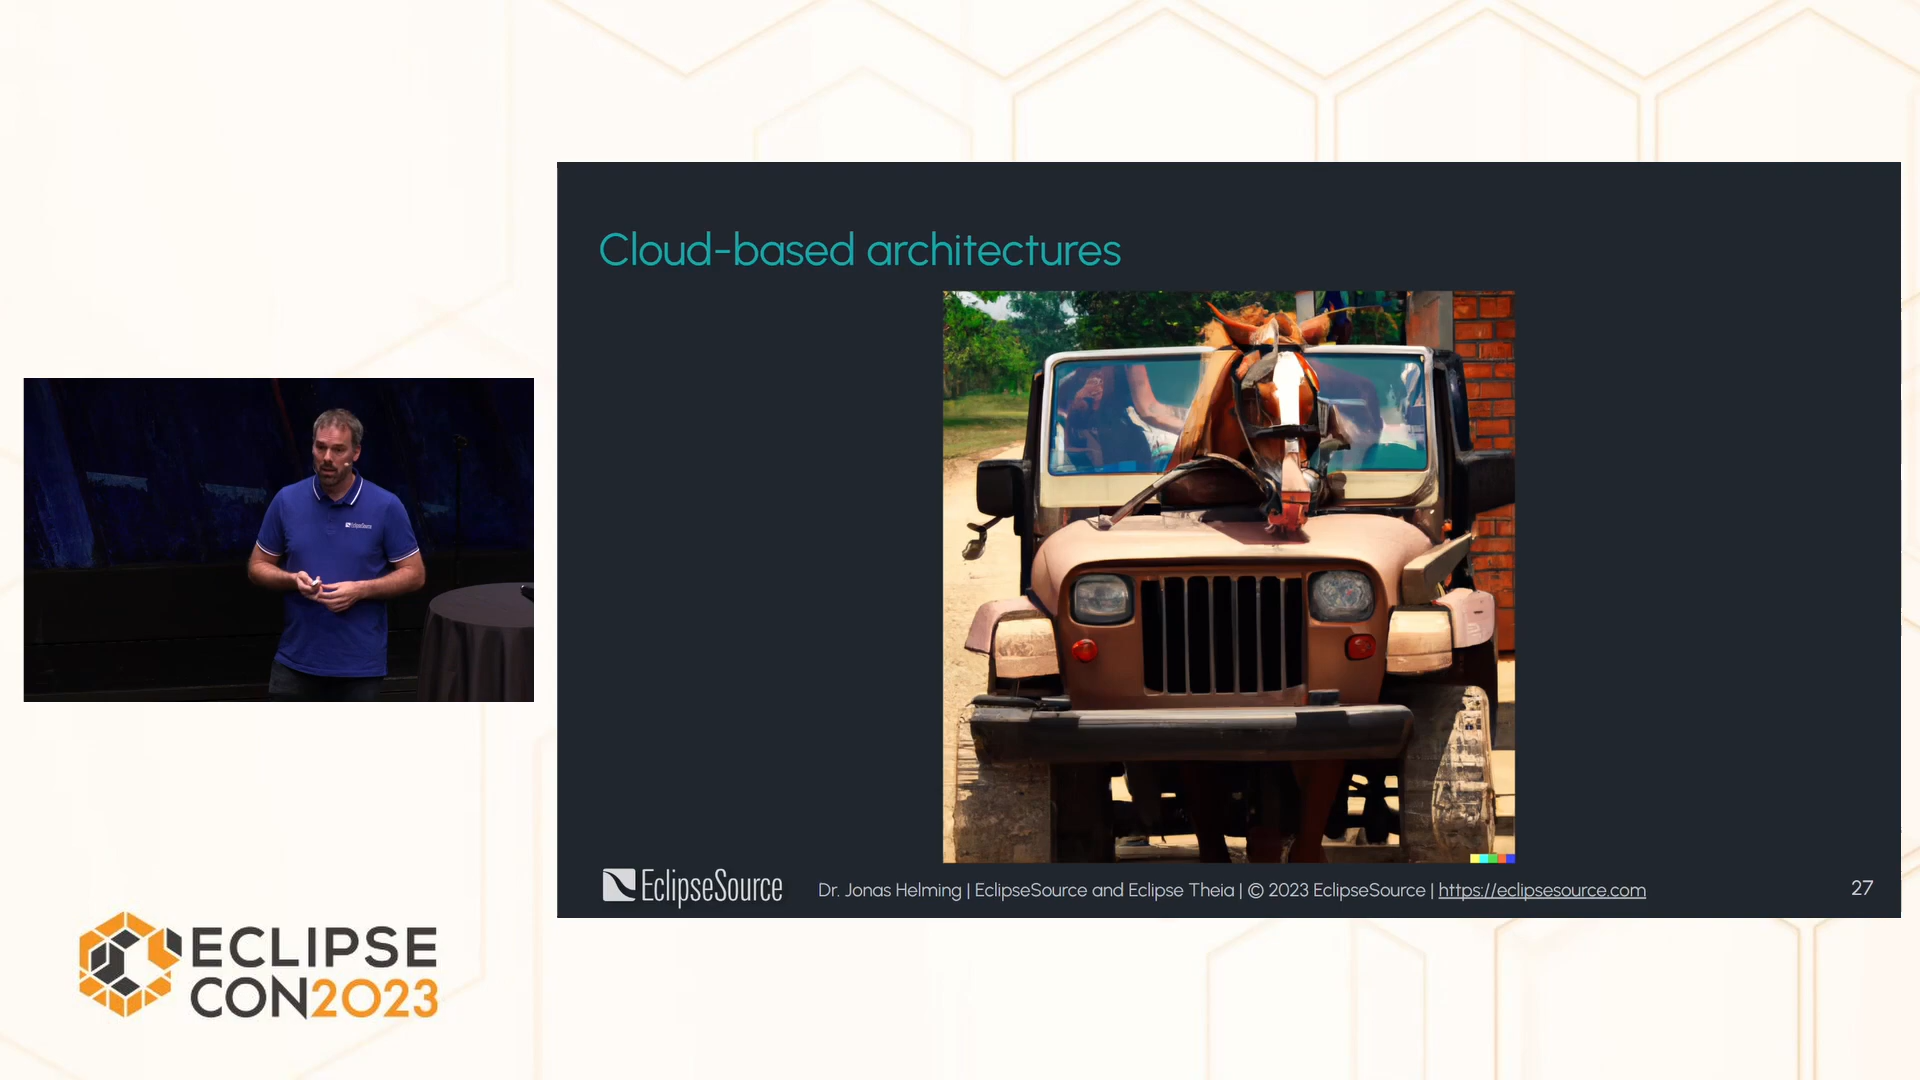 Cloud-based architectures
EclipseSource
EclipseSource
Dr. Jonas Helming | EclipseSource and Eclipse Theia | © 2023 EclipseSource | https://eclipsesource.com
27
ECLIPSE
CON2023